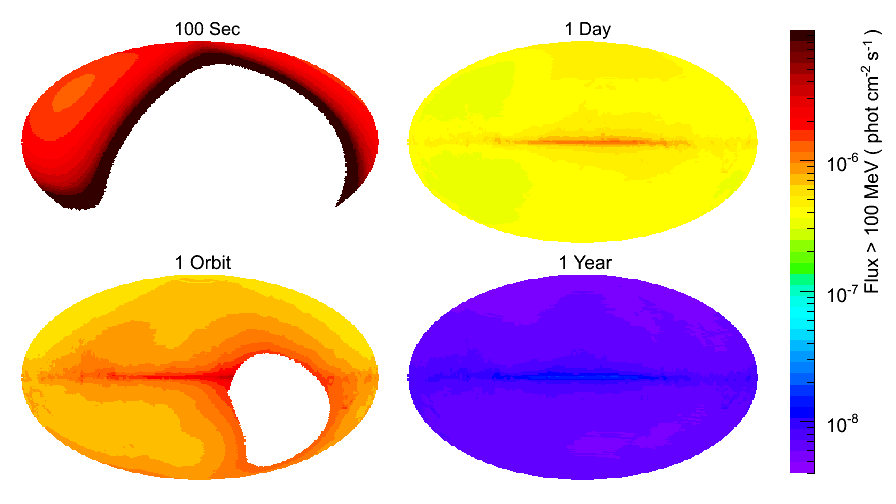 100 Sec
1 Day
1 Orbit
1 Year
10⁻⁶
10⁻⁷
10⁻⁸
Flux > 100 MeV ( phot cm⁻² s⁻¹ )